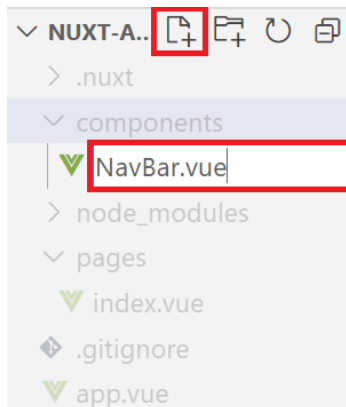 NUXT-A..
.nuxt
components
NavBar.vue
node_modules
pages
index.vue
.gitignore
app.vue